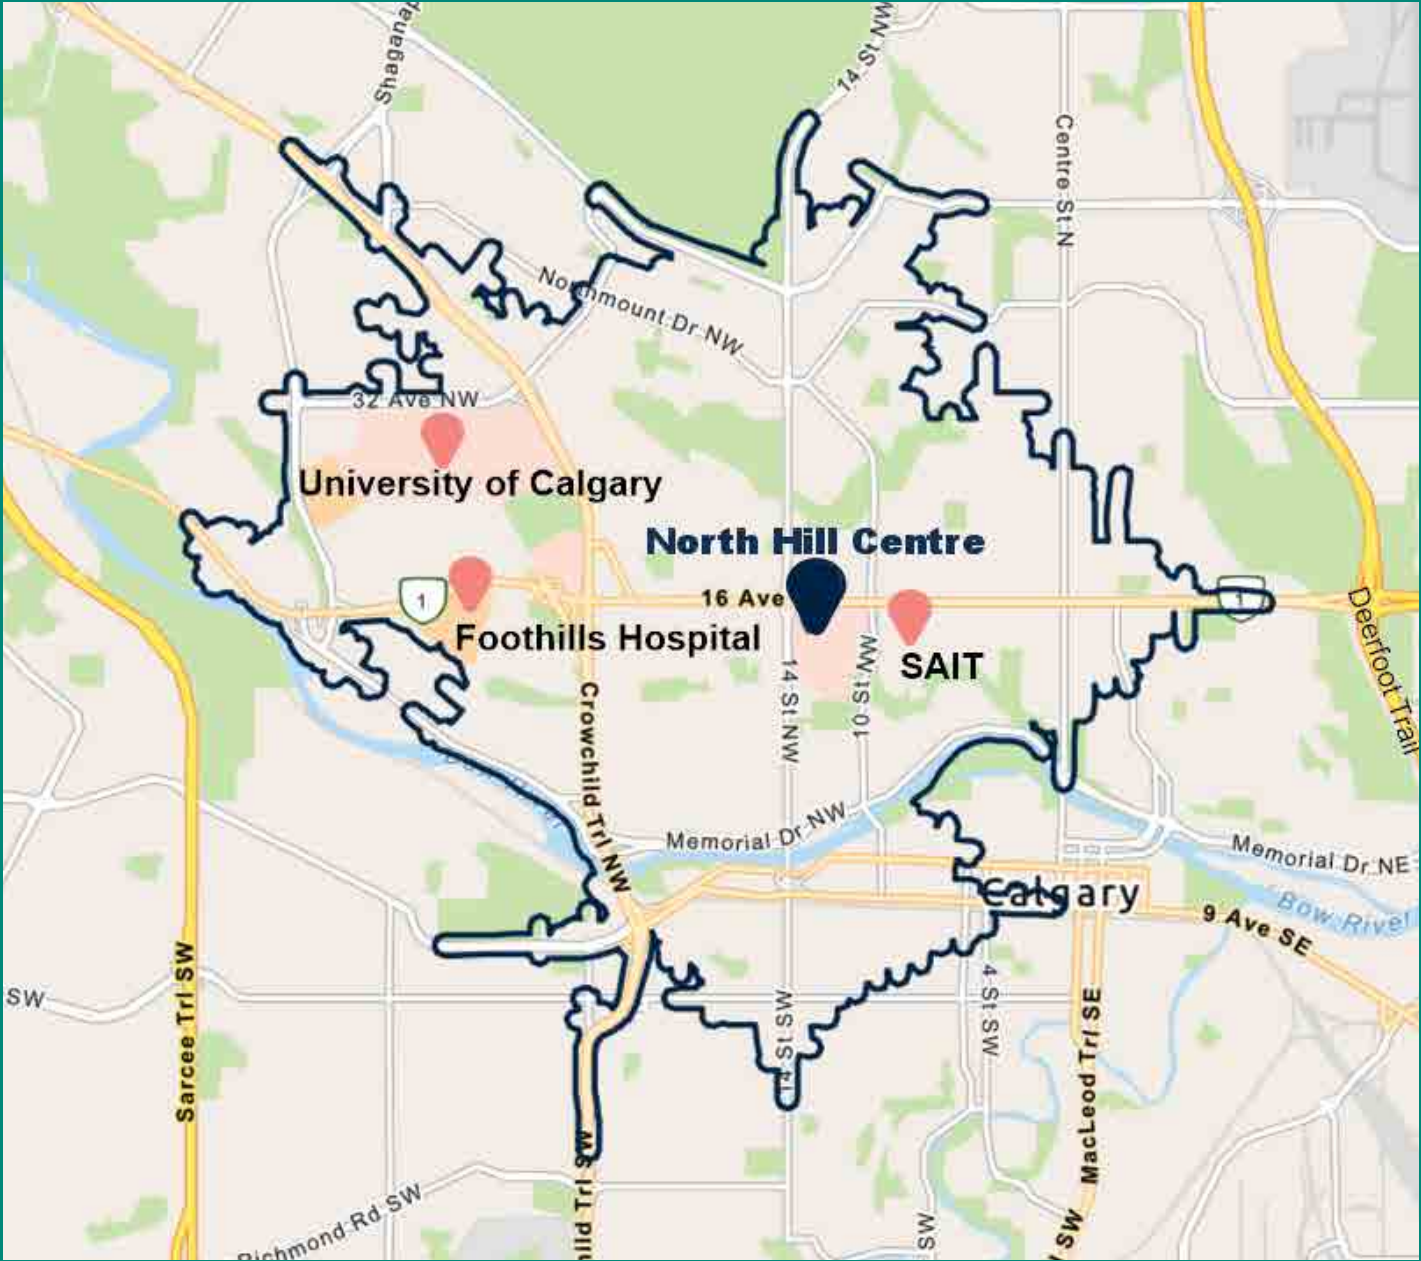 Shaganap
14 St NW
Centre St N
Northmount Dr NW
32 Ave NW
University of Calgary
North Hill Centre
1
16 Ave
1
Foothills Hospital
SAIT
Deerfoot Trail
14 St NW
10 St NW
Crowchild Trl NW
Memorial Dr NW
Memorial Dr NE
Calgary
Bow River
9 Ave SE
Sarcee Trl SW
SW
14 St SW
4 St SW
MacLeod Trl SE
Richmond Rd SW
hild Trl SW
SW
SW